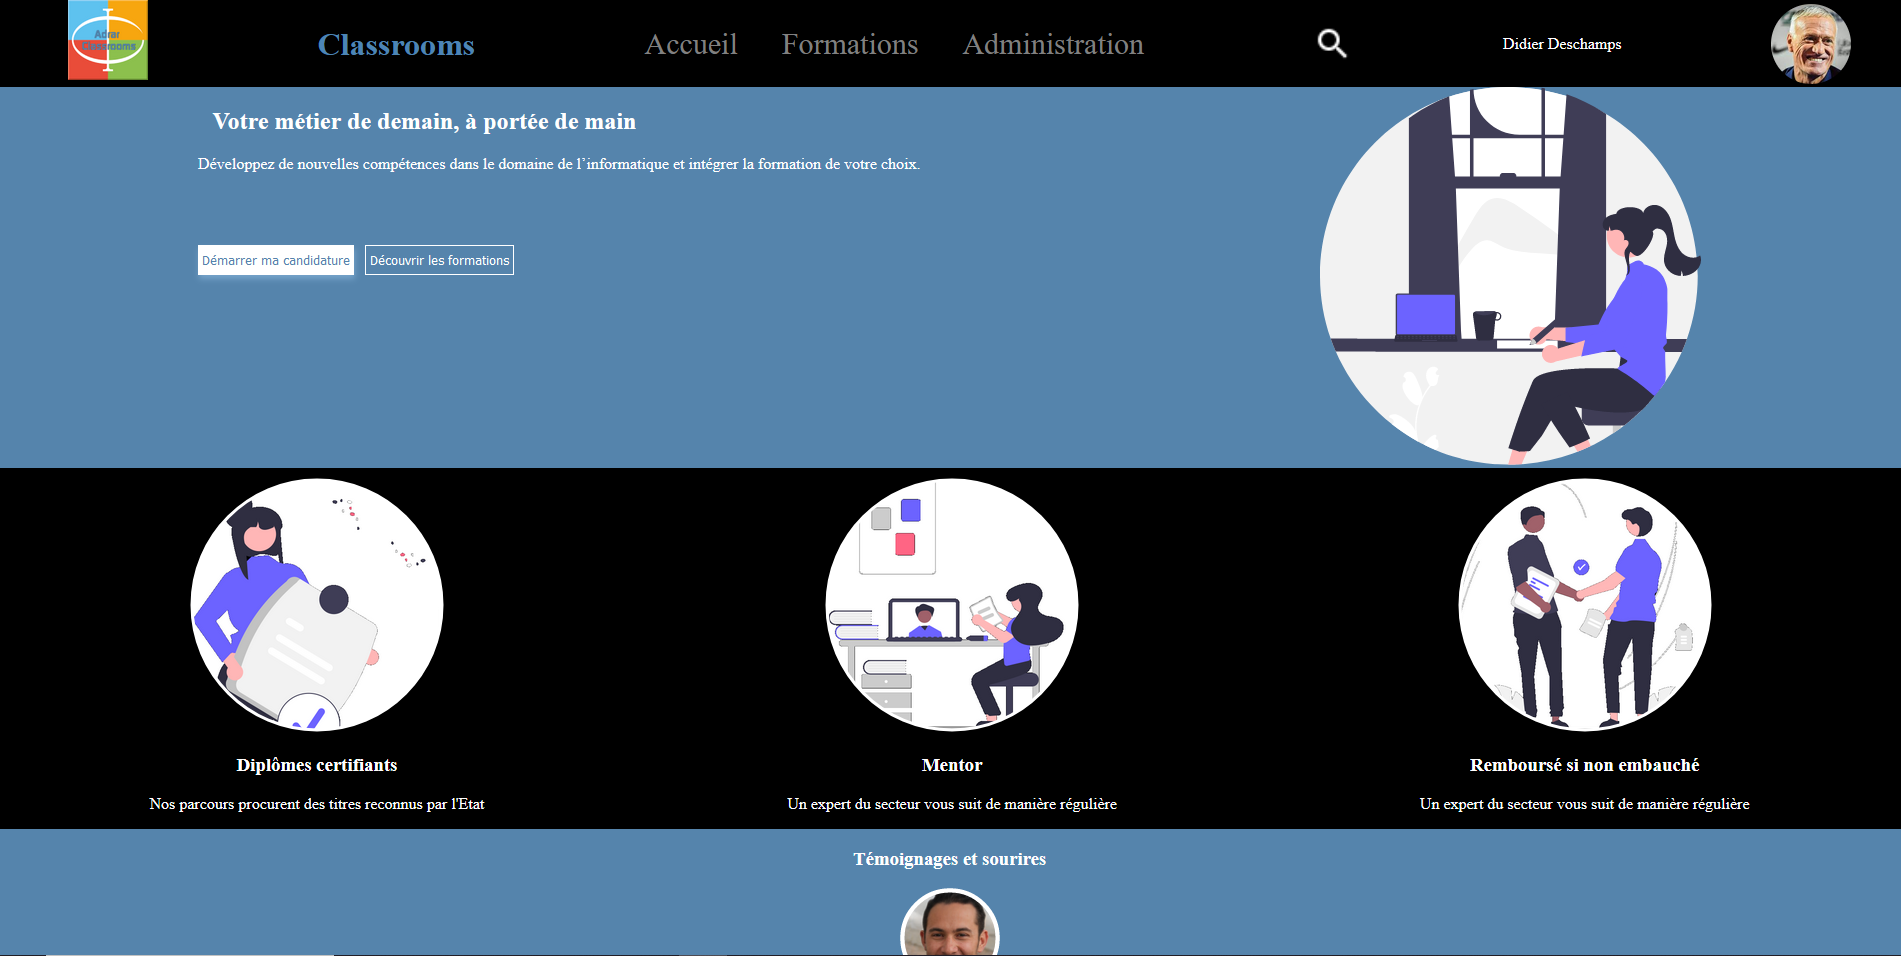 Adrar
Classrooms
Classrooms
Accueil Formations Administration
Didier Deschamps
Votre métier de demain, à portée de main
Développez de nouvelles compétences dans le domaine de l’informatique et intégrer la formation de votre choix.
Démarrer ma candidature Découvrir les formations
Diplômes certifiants
Nos parcours procurent des titres reconnus par l'Etat
Mentor
Un expert du secteur vous suit de manière régulière
Remboursé si non embauché
Un expert du secteur vous suit de manière régulière
Témoignages et sourires